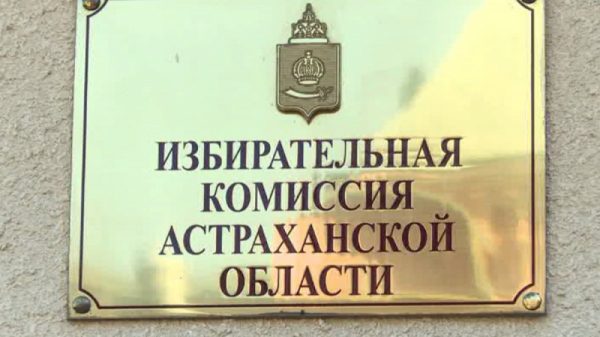 ИЗБИРАТЕЛЬНАЯ
КОМИССИЯ
АСТРАХАНСКОЙ
ОБЛАСТИ